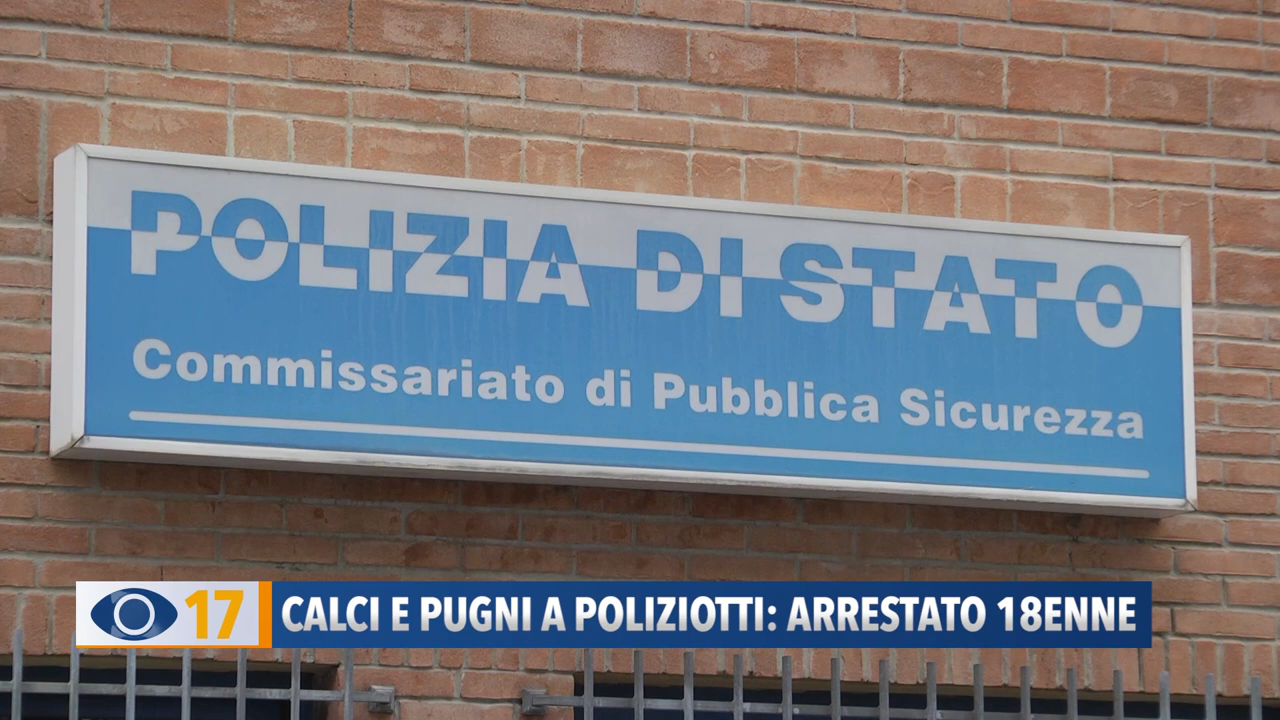 POLIZIA DI STATO
Commissariato di Pubblica Sicurezza
17 CALCI E PUGNI A POLIZIOTTI: ARRESTATO 18ENNE